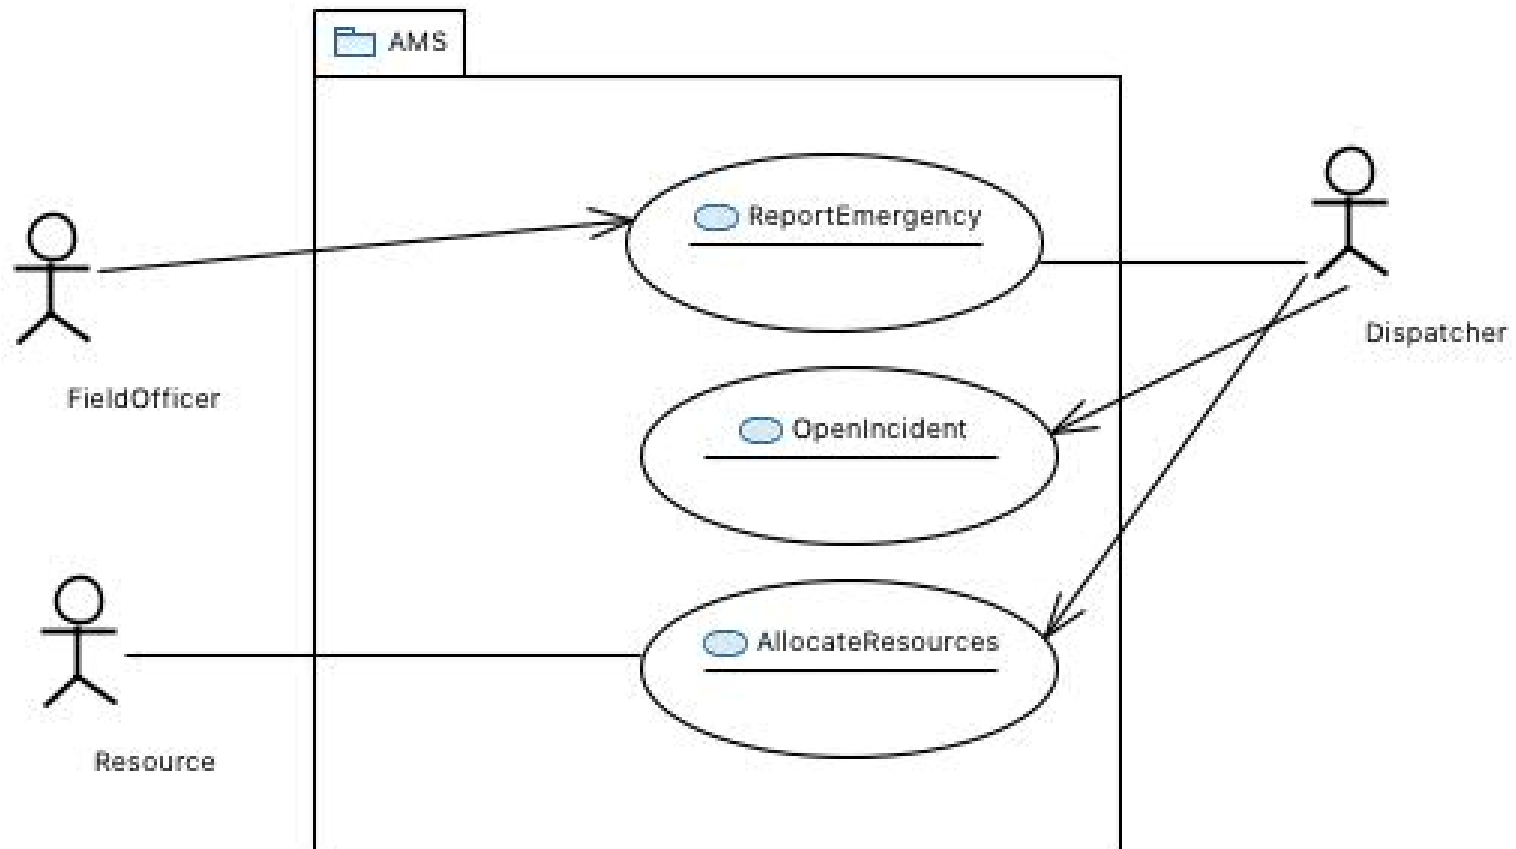 AMS
ReportEmergency
Dispatcher
FieldOfficer
OpenIncident
AllocateResources
Resource